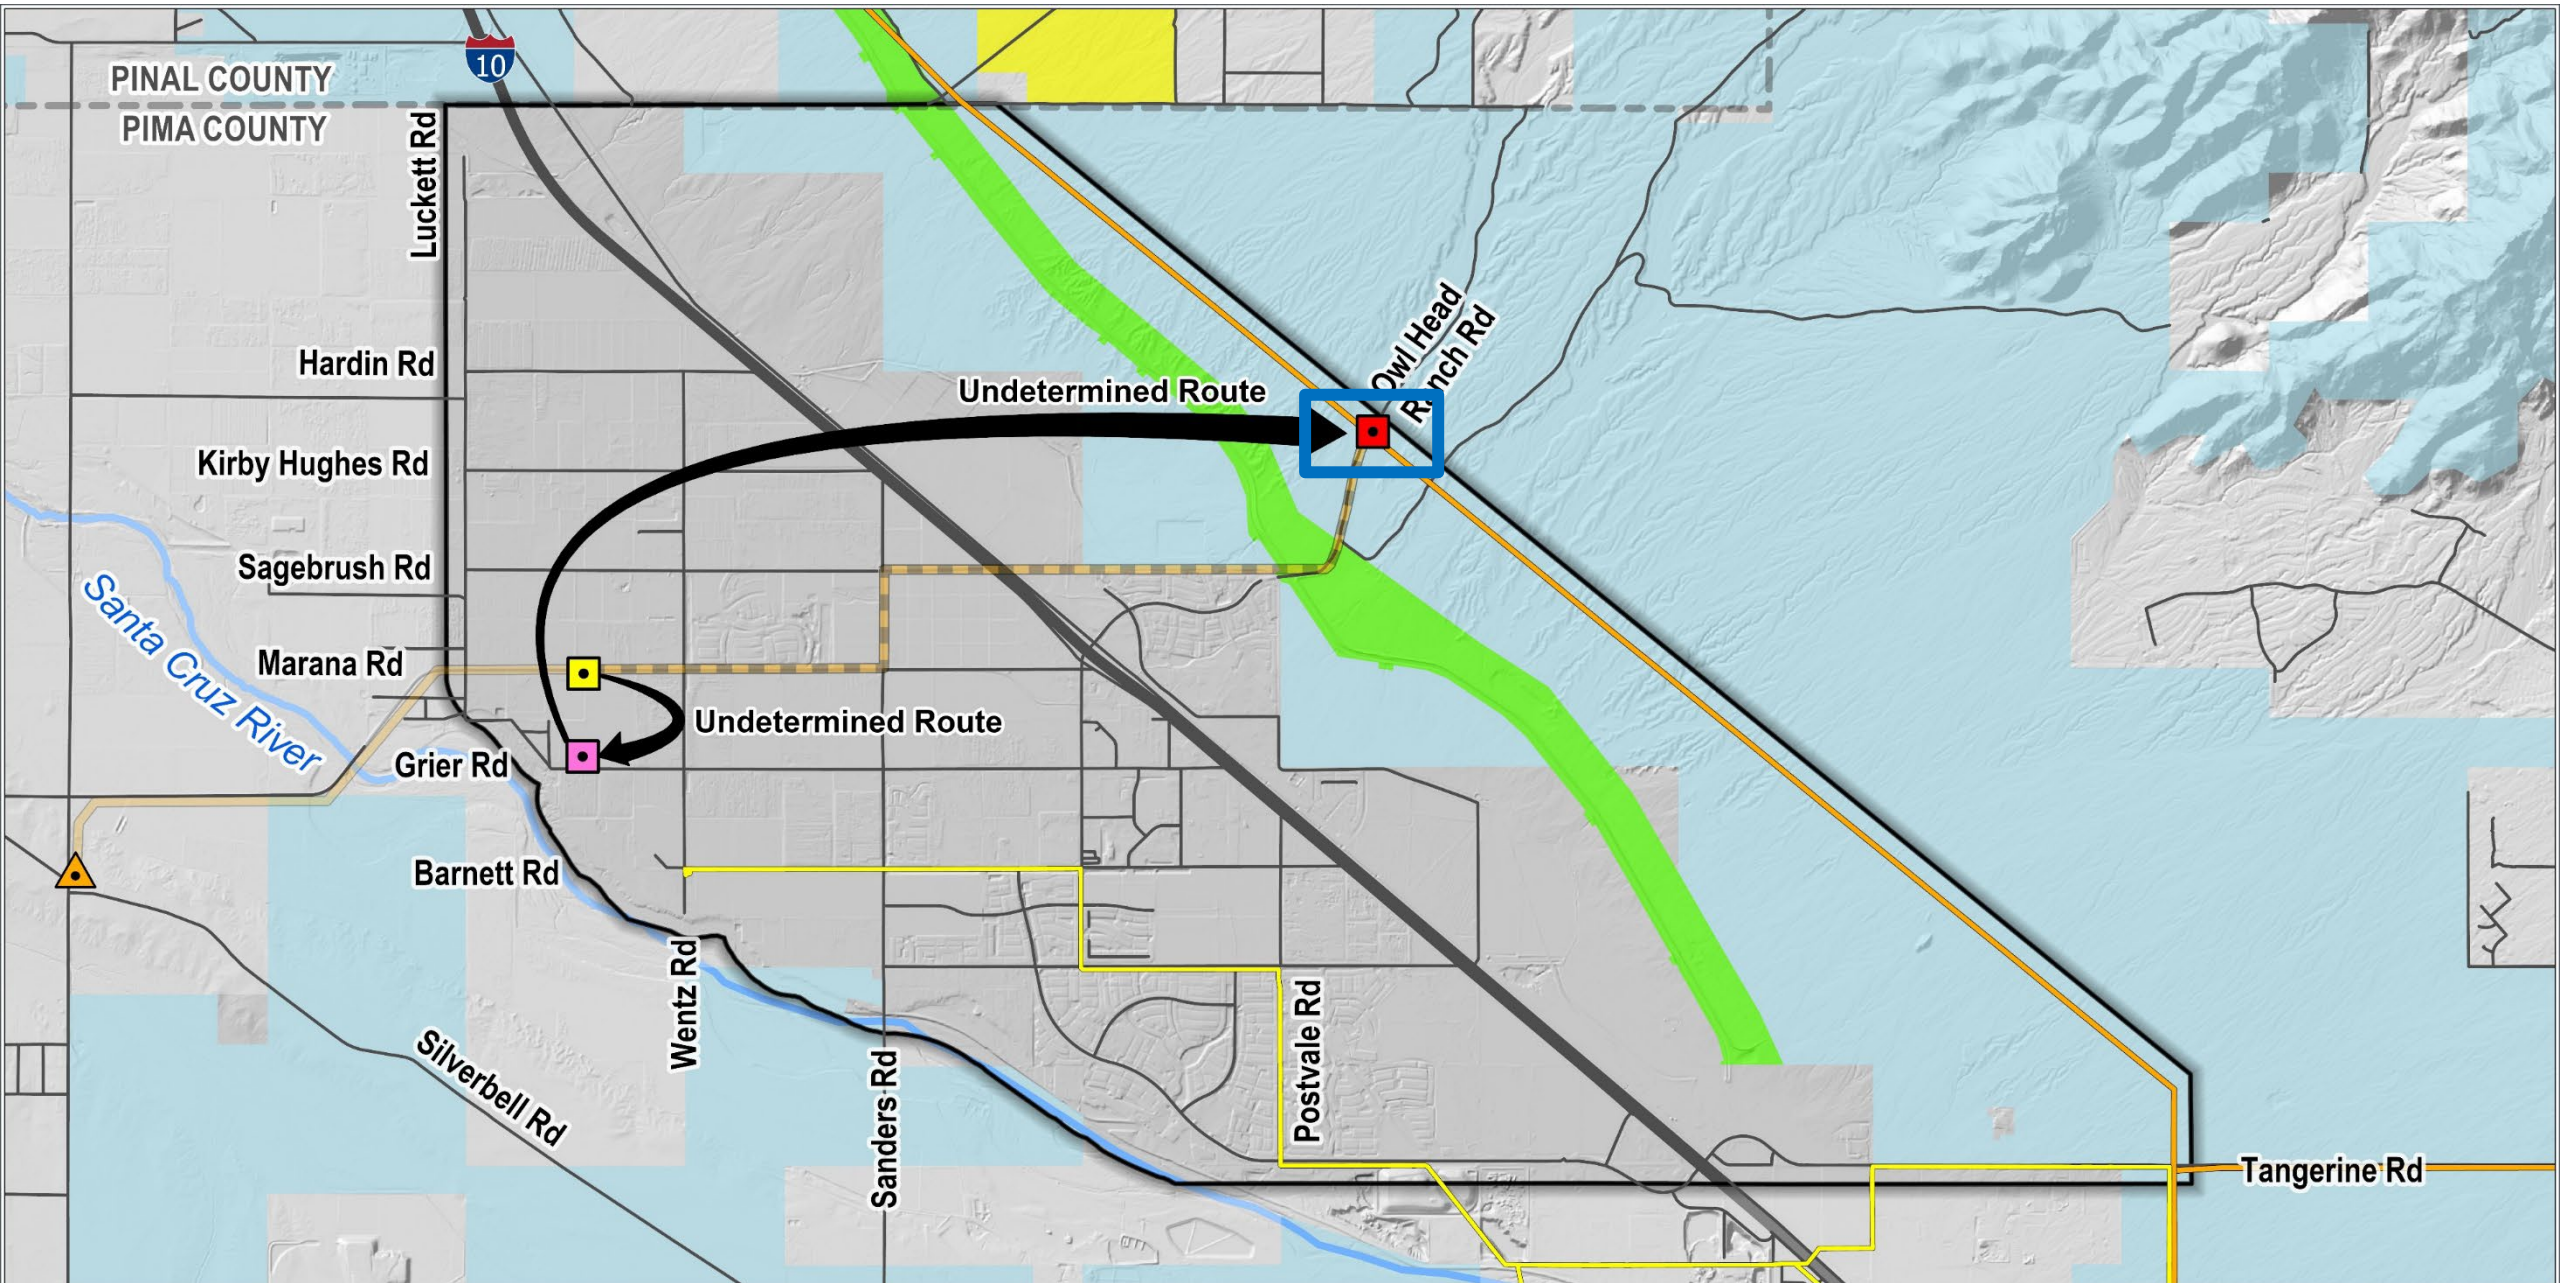 10
PINAL COUNTY
PIMA COUNTY
Luckett Rd
Hardin Rd
Undetermined Route
Owl Head
Ranch Rd
Kirby Hughes Rd
Sagebrush Rd
Santa Cruz River
Marana Rd
Undetermined Route
Grier Rd
Barnett Rd
Wentz Rd
Postvale Rd
Silverbell Rd
Sanders Rd
Tangerine Rd